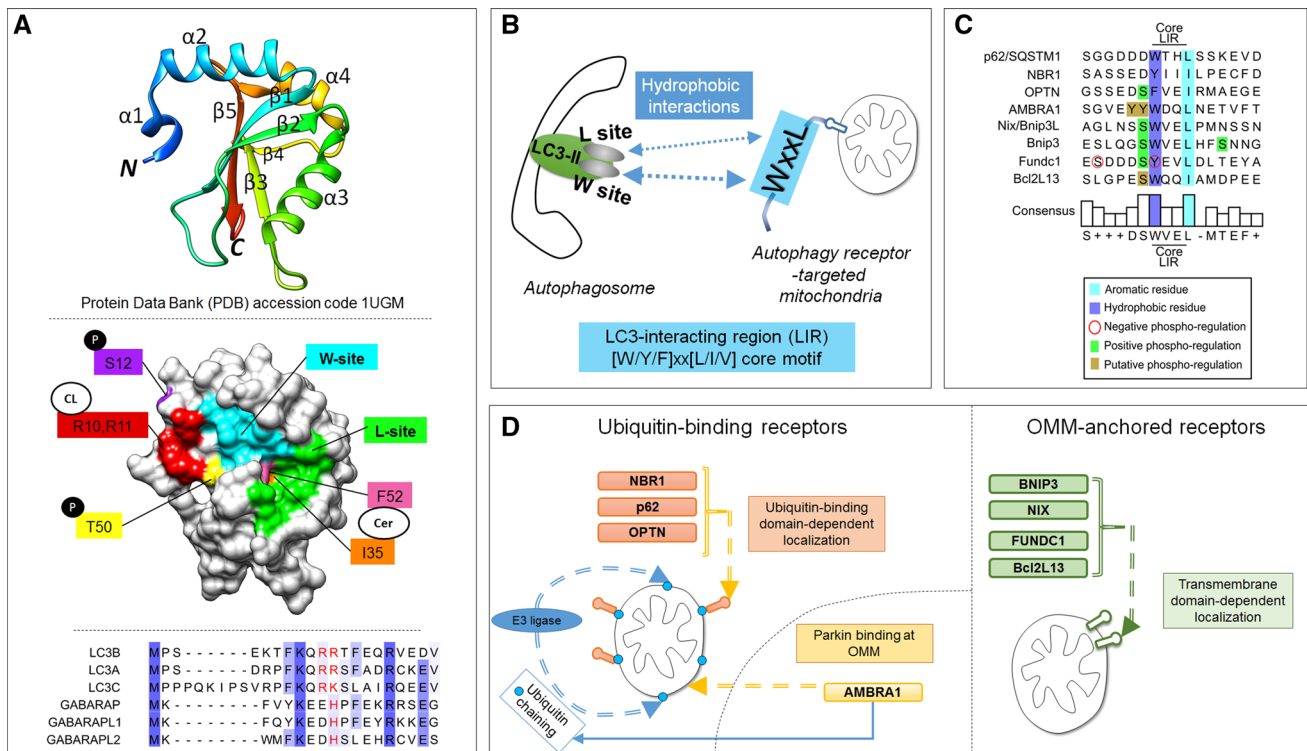 A
α2
α4
α1
β5
β1
β2
β4
β3
α3
N
C
Protein Data Bank (PDB) accession code 1UGM
P
S12
CL
R10,R11
P
T50
W-site
L-site
F52
Cer
I35
LC3B MPS-------EKTFKQRRTFEQRVEDV
LC3A MPS-------DRPFKQRRSFADRCKEV
LC3C MPPPQKIPSVRPFKQRKSLAIRQEEV
GABARAP MK--------FVYKEEHPFEKRRSEG
GABARAPL1 MK--------FQYKEDHPFEYRKKEG
GABARAPL2 MK--------WMFKEDHSLEHRCVES
B
Hydrophobic
interactions
L site
LC3-II
W site
WxxL
Autophagosome
Autophagy receptor
-targeted
mitochondria
LC3-interacting region (LIR)
[W/Y/F]xx[L/I/V] core motif
C
Core
LIR
p62/SQSTM1 SGGDDDWTHLSSKEVD
NBR1 SASSEDYIIILPECFD
OPTN GSSEDSFVEIRMAEGE
AMBRA1 SGVEYYWDQLNETVFT
Nix/Bnip3L AGLNSSWVELPMNSSN
Bnip3 ESLQGSWVELHFSNNG
Fundc1 ESDDDSYEVLDLTEYA
Bcl2L13 SLGPESWQQIAMDPEE
Consensus
S+++DSWVEL-MTEF+
Core
LIR
Aromatic residue
Hydrophobic residue
Negative phospho-regulation
Positive phospho-regulation
Putative phospho-regulation
D
Ubiquitin-binding receptors
NBR1
p62
OPTN
Ubiquitin-binding
domain-dependent
localization
E3 ligase
Ubiquitin
chaining
Parkin binding at
OMM
AMBRA1
OMM-anchored receptors
BNIP3
NIX
FUNDC1
Bcl2L13
Transmembrane
domain-dependent
localization